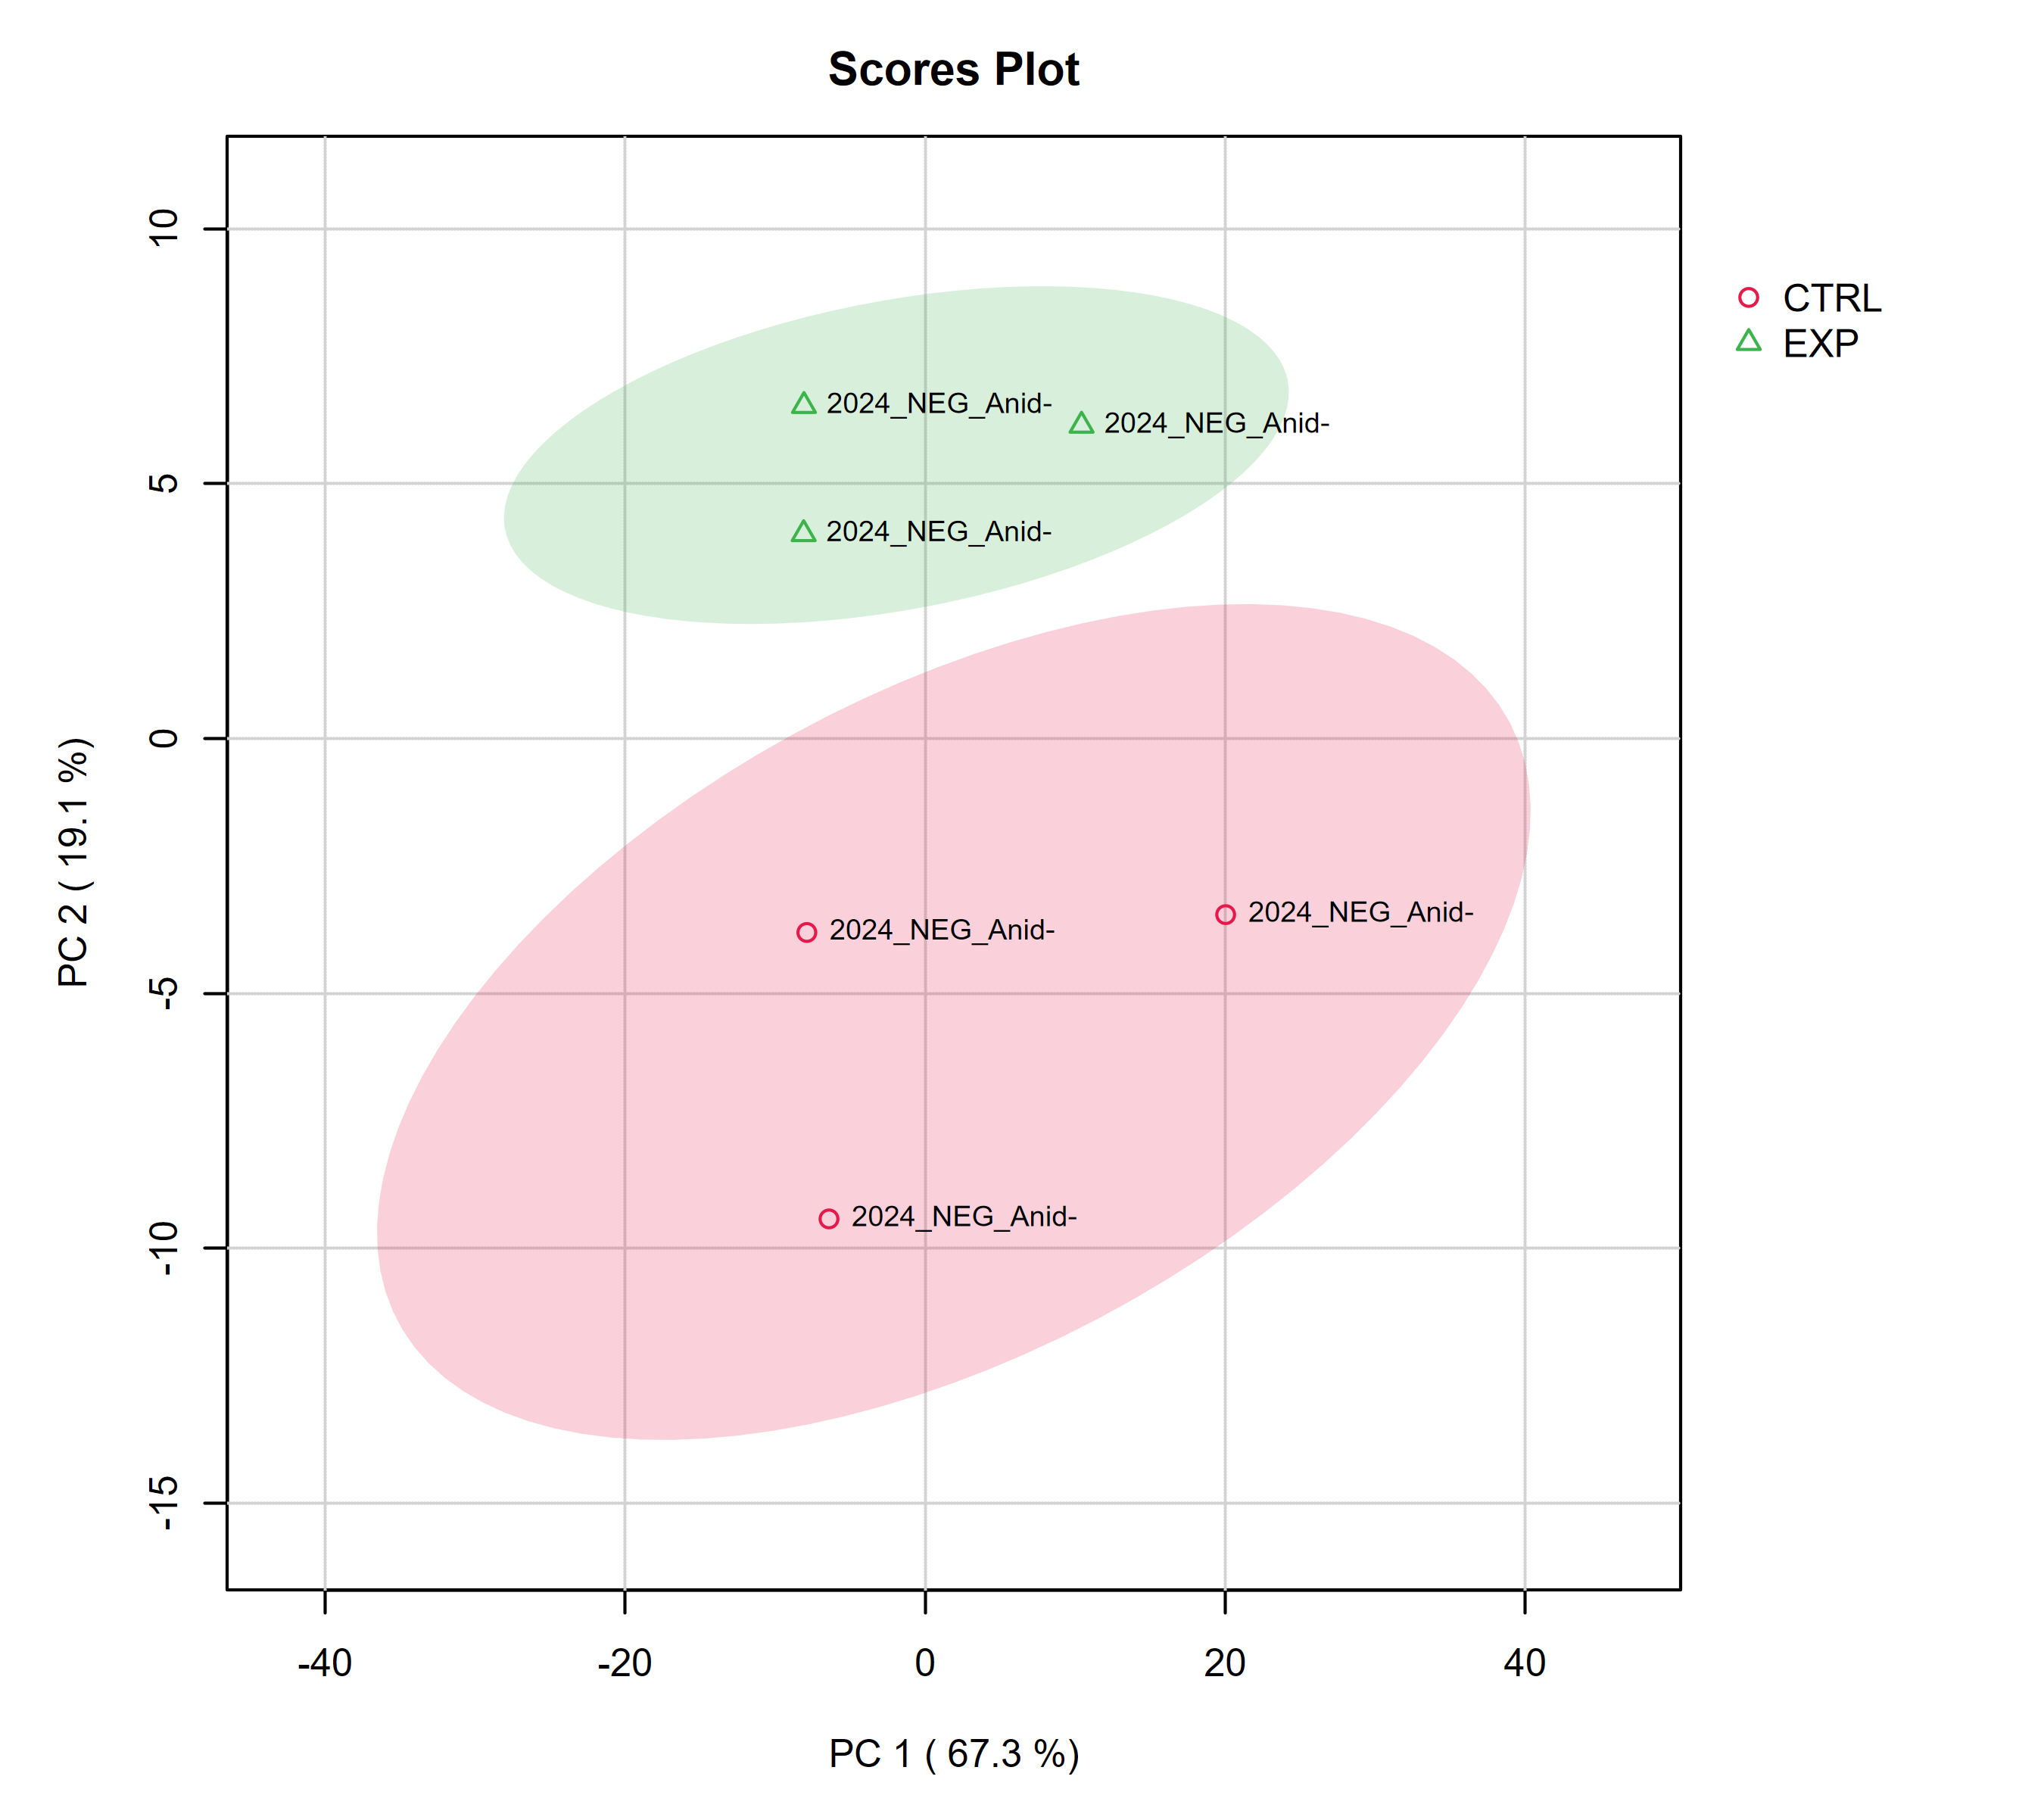 Scores Plot
CTRL
EXP
2024_NEG_Anid-
2024_NEG_Anid-
2024_NEG_Anid-
2024_NEG_Anid-
2024_NEG_Anid-
2024_NEG_Anid-
10
5
0
-5
-10
-15
PC 2 ( 19.1 %)
-40
-20
0
20
40
PC 1 ( 67.3 %)